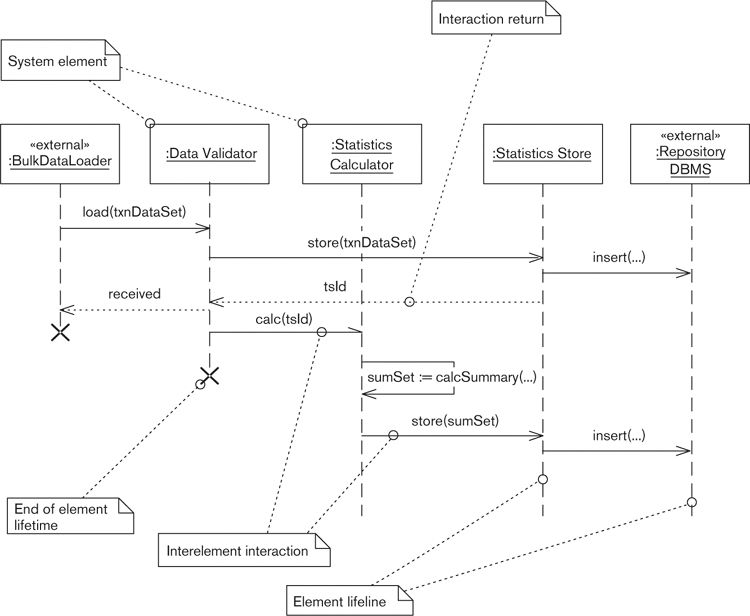 Interaction return
System element
«external»
:BulkDataLoader
:Data Validator
:Statistics
Calculator
:Statistics Store
«external»
:Repository
DBMS
load(txnDataSet)
store(txnDataSet)
insert(...)
tsId
received
calc(tsId)
sumSet := calcSummary(...)
store(sumSet)
insert(...)
End of element
lifetime
Interelement interaction
Element lifeline